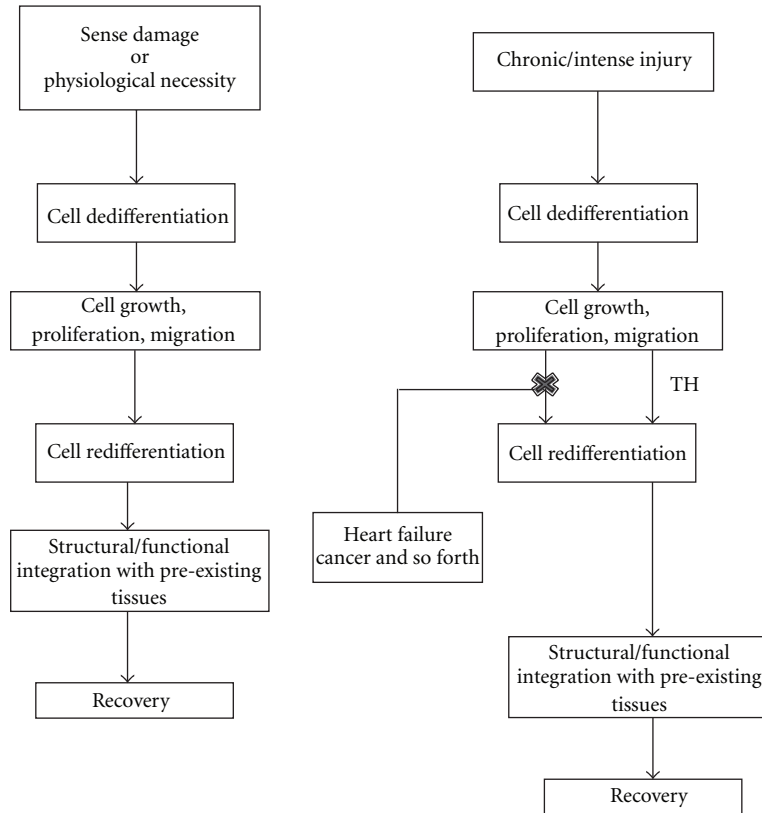 Sense damage
or
physiological necessity
Cell dedifferentiation
Cell growth,
proliferation, migration
Cell redifferentiation
Structural/functional
integration with pre-existing
tissues
Recovery
Chronic/intense injury
Cell dedifferentiation
Cell growth,
proliferation, migration
TH
Cell redifferentiation
Heart failure
cancer and so forth
Structural/functional
integration with pre-existing
tissues
Recovery